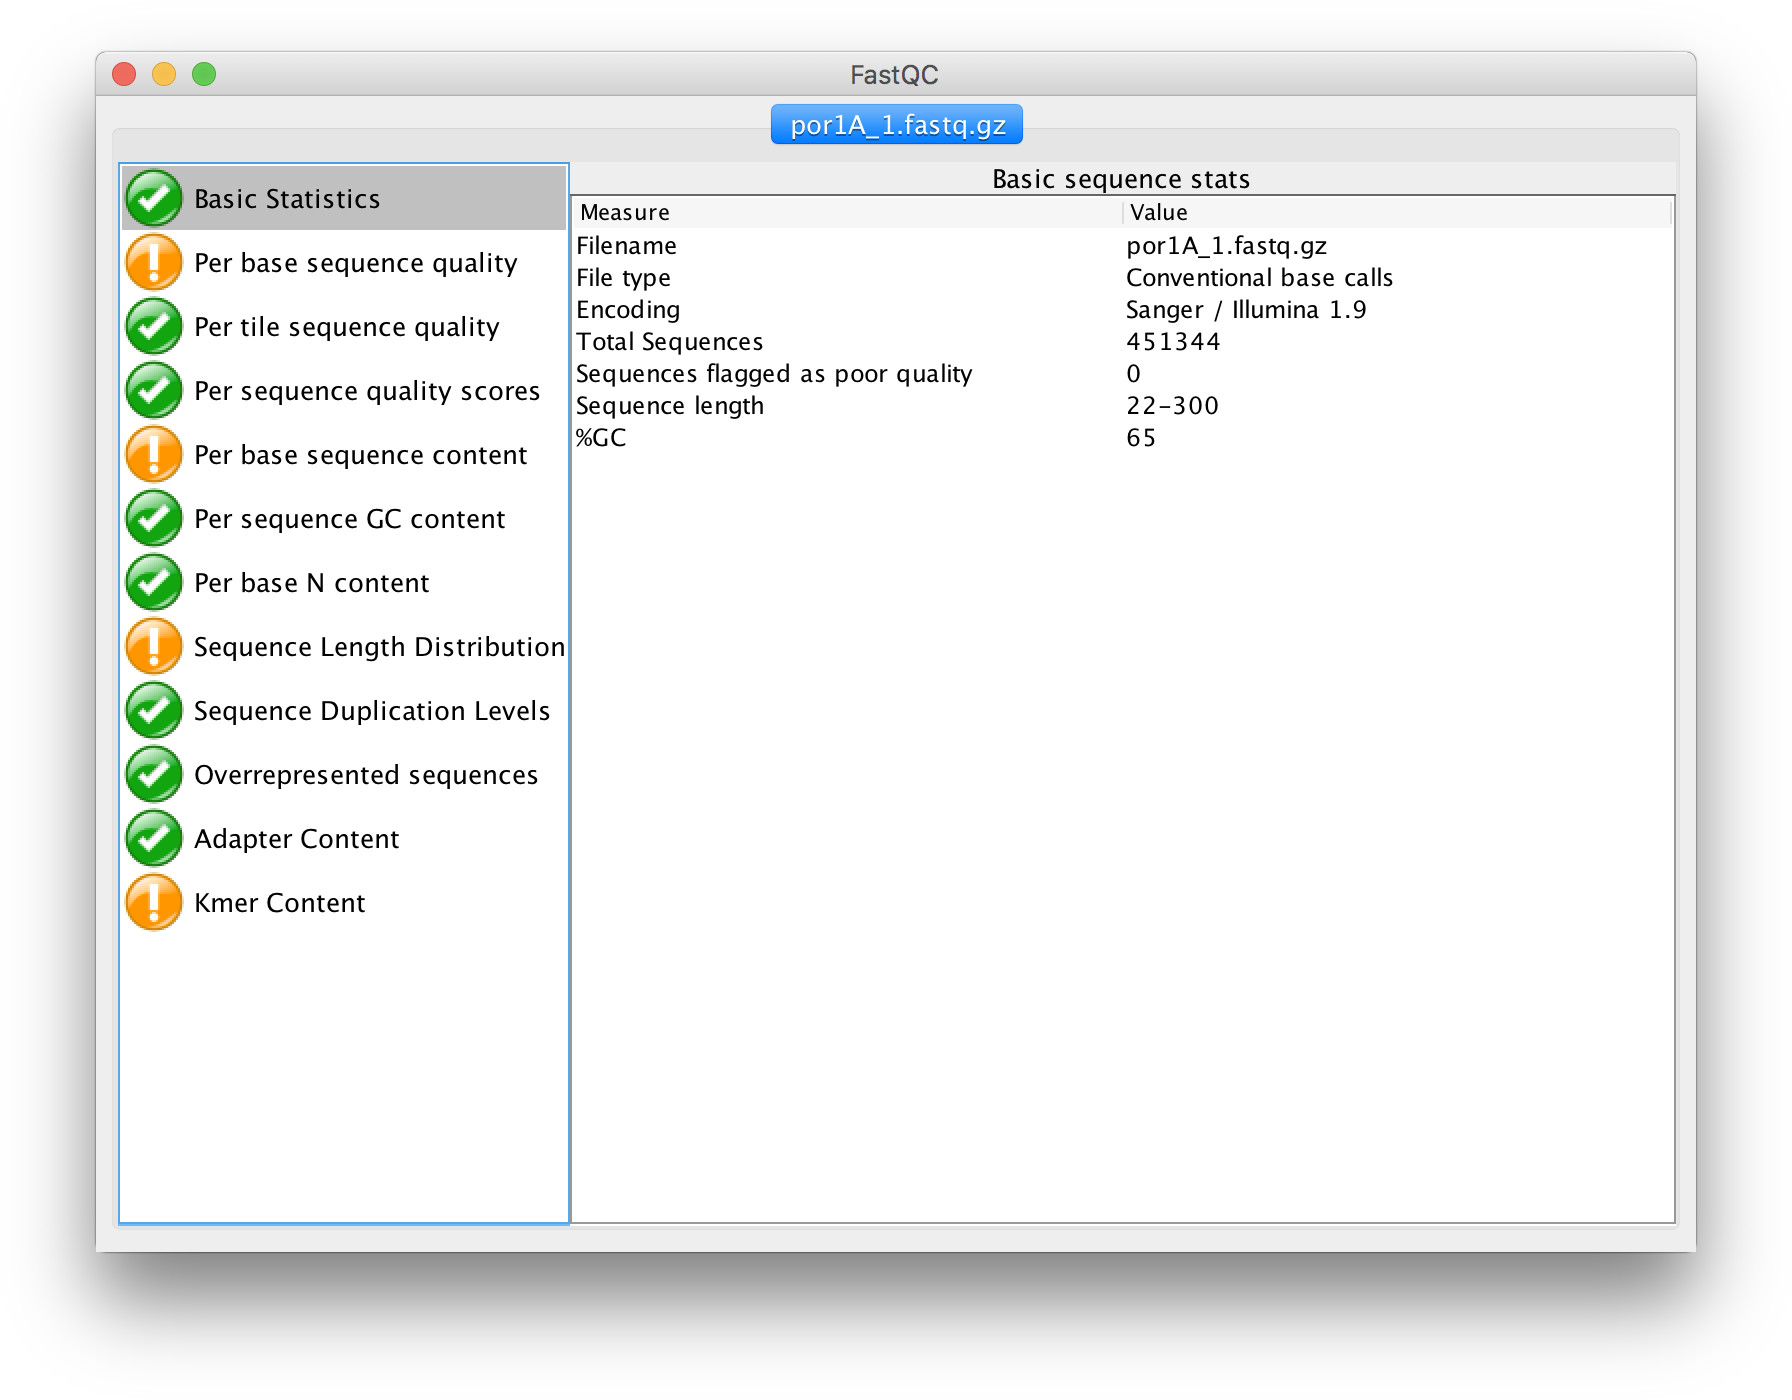 FastQC
por1A_1.fastq.gz
Basic Statistics
Per base sequence quality
Per tile sequence quality
Per sequence quality scores
Per base sequence content
Per sequence GC content
Per base N content
Sequence Length Distribution
Sequence Duplication Levels
Overrepresented sequences
Adapter Content
Kmer Content
Basic sequence stats
Measure Value
Filename por1A_1.fastq.gz
File type Conventional base calls
Encoding Sanger / Illumina 1.9
Total Sequences 451344
Sequences flagged as poor quality 0
Sequence length 22-300
%GC 65